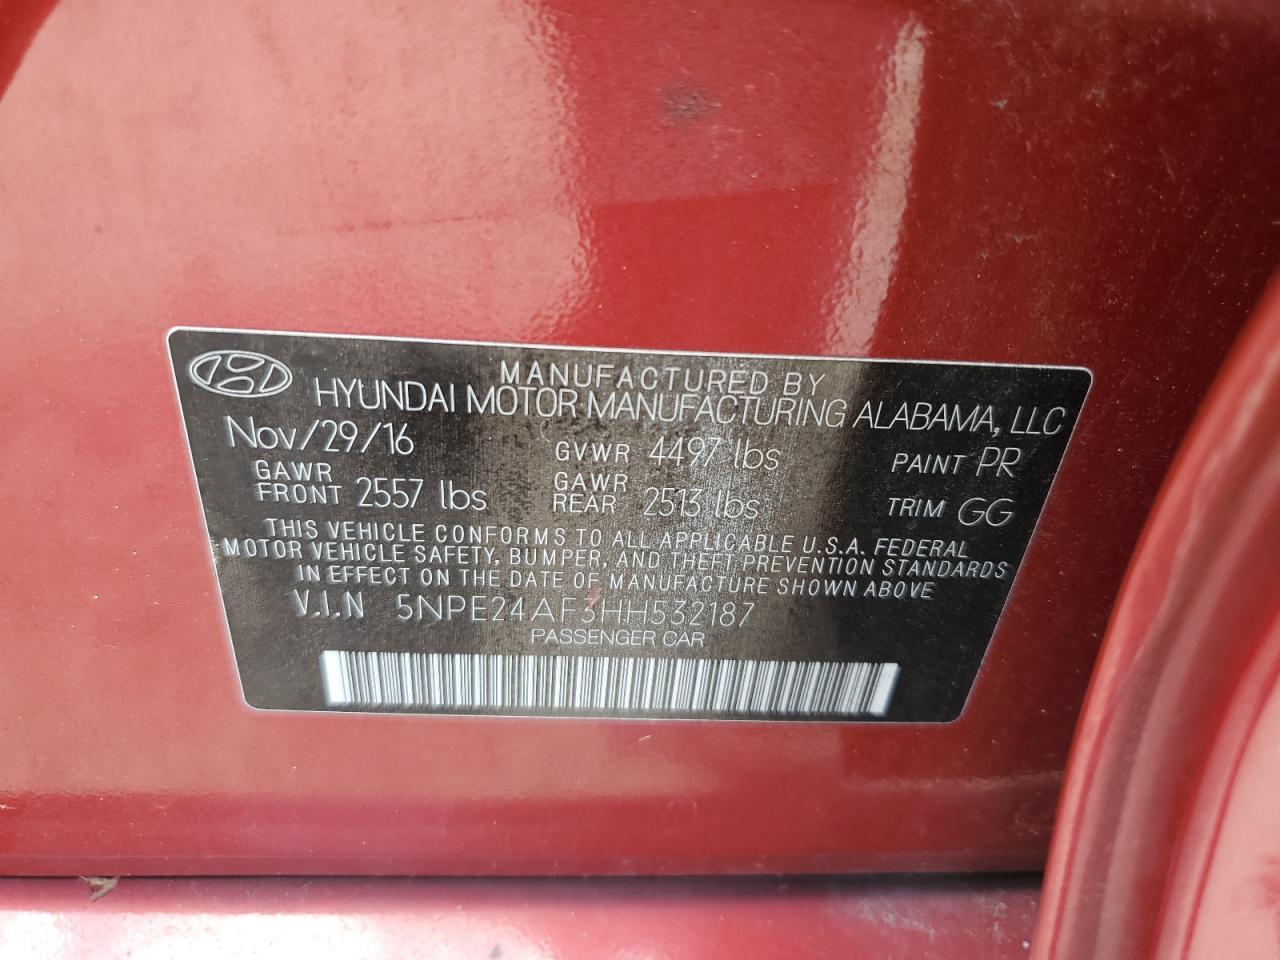 MANUFACTURED BY
HYUNDAI MOTOR MANUFACTURING ALABAMA, LLC
Nov/29/16 GVWR 4497 lbs PAINT PR
GAWR FRONT 2557 lbs GAWR REAR 2513 lbs TRIM GG
THIS VEHICLE CONFORMS TO ALL APPLICABLE U.S.A. FEDERAL
MOTOR VEHICLE SAFETY, BUMPER, AND THEFT PREVENTION STANDARDS
IN EFFECT ON THE DATE OF MANUFACTURE SHOWN ABOVE
V.I.N 5NPE24AF3HH532187
PASSENGER CAR